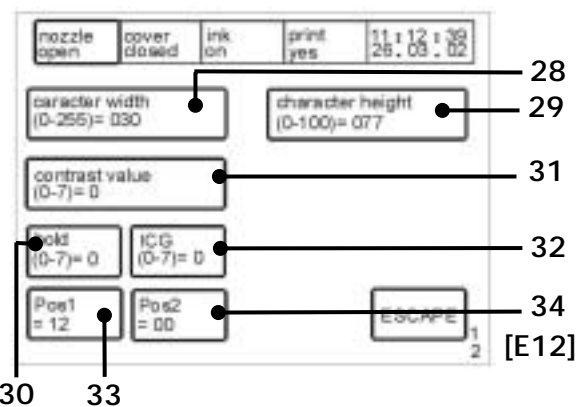 nozzle open
cover closed
ink on
print yes
11 : 12 : 39
26 . 03 . 02
28
caracter width
(0-255)= 030
character height
(0-100)= 077
29
contrast value
(0-7)= 0
31
bold
(0-7)= 0
ICG
(0-7)= 0
32
Pos1
= 12
Pos2
= 00
34
ESCAPE
1
2
[E12]
30
33